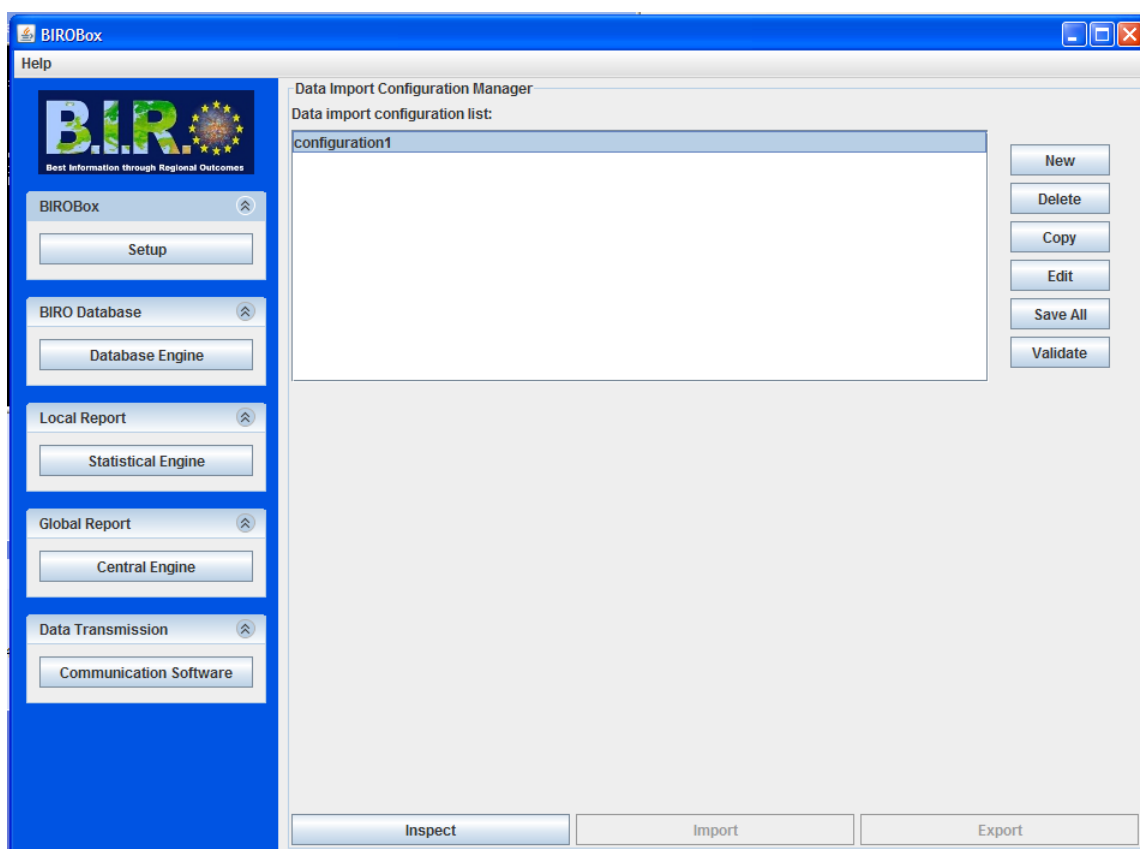 BIROBox
Help
B.I.R.O
Best Information through Regional Outcomes
BIROBox
Setup
BIRO Database
Database Engine
Local Report
Statistical Engine
Global Report
Central Engine
Data Transmission
Communication Software
Data Import Configuration Manager
Data import configuration list:
configuration1
New
Delete
Copy
Edit
Save All
Validate
Inspect
Import
Export